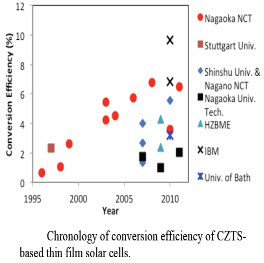 12
10
8
6
4
2
0
1995 2000 2005 2010
Conversion Efficiency (%)
Year
Nagaoka NCT
Stuttgart Univ.
Shinshu Univ. &
Nagano NCT
Nagaoka Univ.
Tech.
HZBME
IBM
Univ. of Bath
Chronology of conversion efficiency of CZTS-
based thin film solar cells.